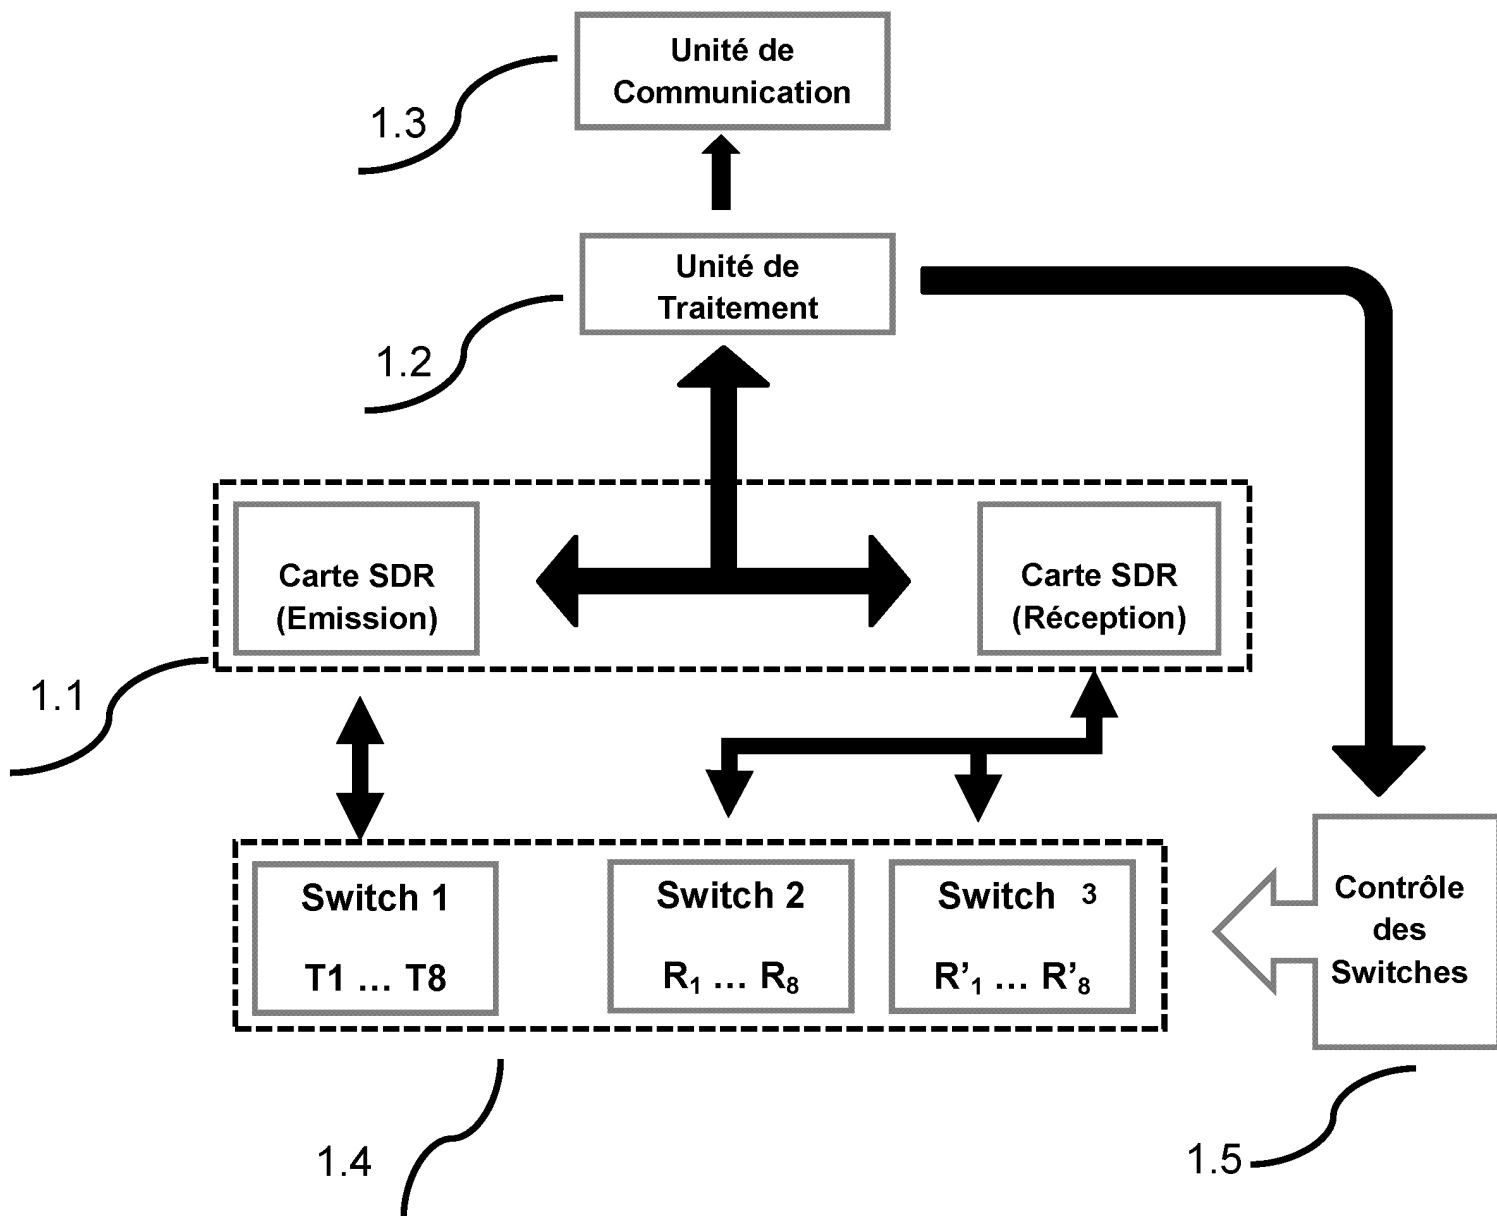 Unité de
Communication
1.3
Unité de
Traitement
1.2
Carte SDR
(Emission)
Carte SDR
(Réception)
1.1
Switch 1
T1 ... T8
Switch 2
R₁ ... R₈
Switch 3
R’₁ ... R’₈
Contrôle
des
Switches
1.4
1.5